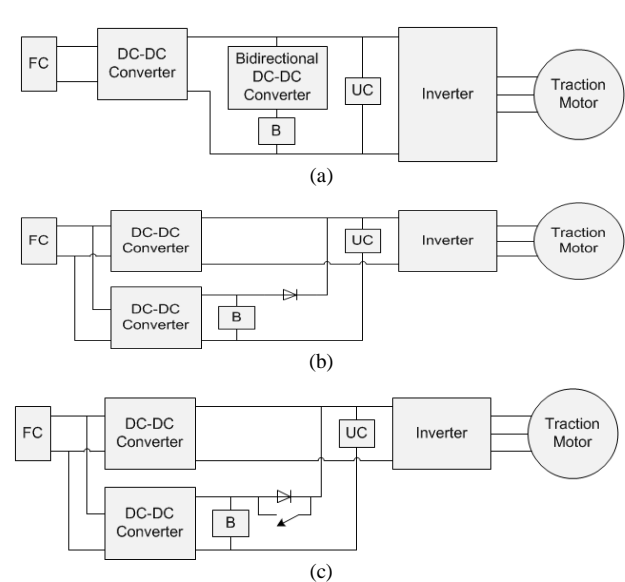 FC
DC-DC
Converter
Bidirectional
DC-DC
Converter
B
UC
Inverter
Traction
Motor
(a)
FC
DC-DC
Converter
DC-DC
Converter
B
UC
Inverter
Traction
Motor
(b)
FC
DC-DC
Converter
DC-DC
Converter
B
UC
Inverter
Traction
Motor
(c)